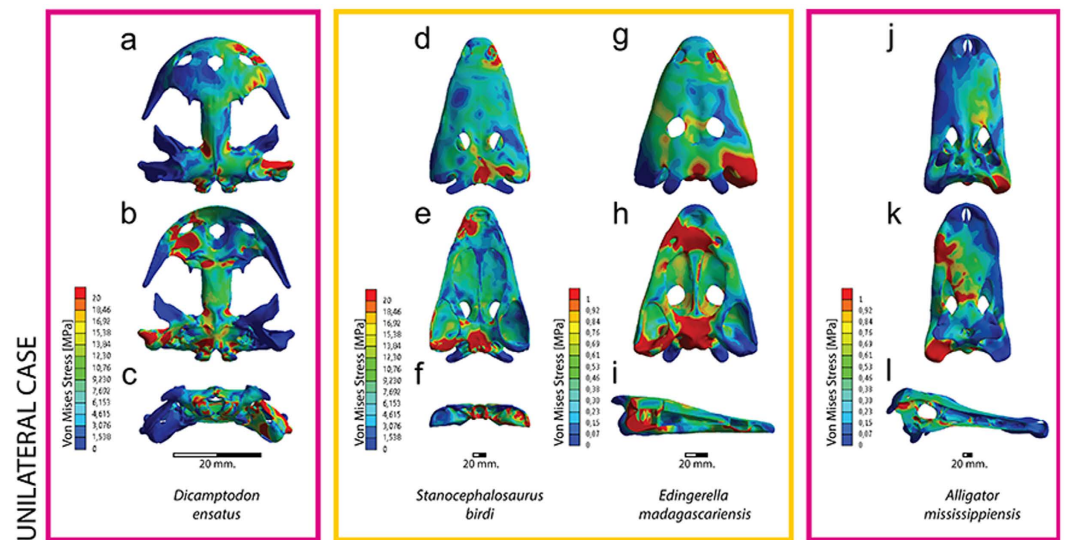 UNILATERAL CASE
a
b
c
Von Mises Stress [MPa]
20
18,46
16,92
15,38
13,84
12,30
10,76
9,230
7,692
6,153
4,615
3,076
1,538
0
20 mm.
Dicamptodon
ensatus
d
e
f
Von Mises Stress [MPa]
20
18,46
16,92
15,38
13,84
12,30
10,76
9,230
7,692
6,153
4,615
3,076
1,538
0
20 mm.
Stanocephalosaurus
birdi
g
h
i
Von Mises Stress [MPa]
1
0,92
0,84
0,76
0,69
0,61
0,53
0,46
0,38
0,30
0,23
0,15
0,07
0
20 mm.
Edingerella
madagascariensis
j
k
l
Von Mises Stress [MPa]
1
0,92
0,84
0,76
0,69
0,61
0,53
0,46
0,38
0,30
0,23
0,15
0,07
0
20 mm.
Alligator
mississippiensis